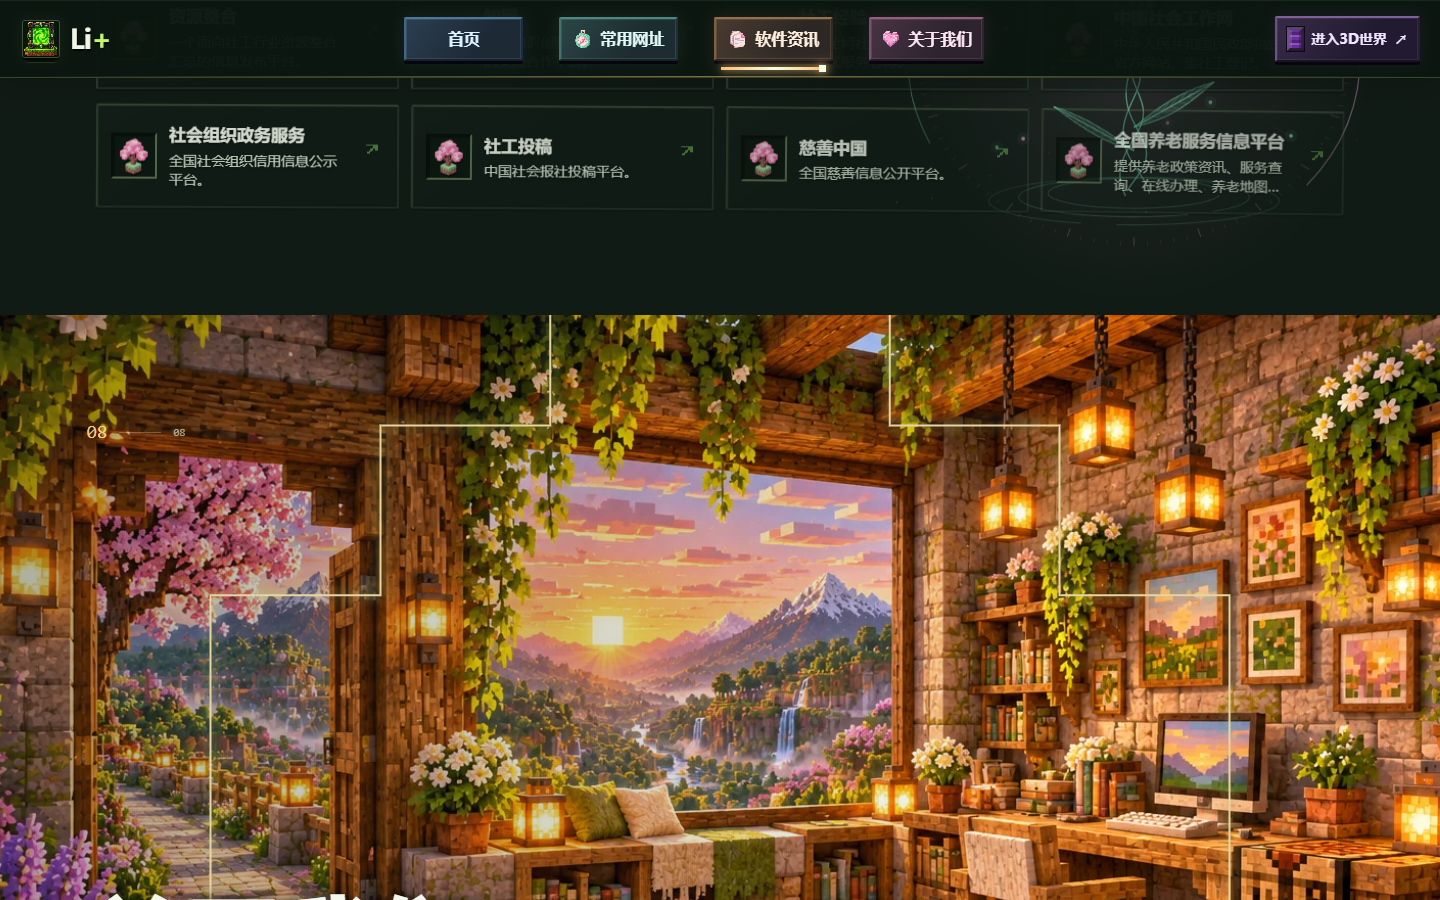 Li+
首页
常用网址
软件资讯
关于我们
进入3D世界
社会组织政务服务
全国社会组织信用信息公示
平台。
社工投稿
中国社会报社投稿平台。
慈善中国
全国慈善信息公开平台。
全国养老服务信息平台
提供养老政策资讯、服务查
询、在线办理、养老地图...
08
08